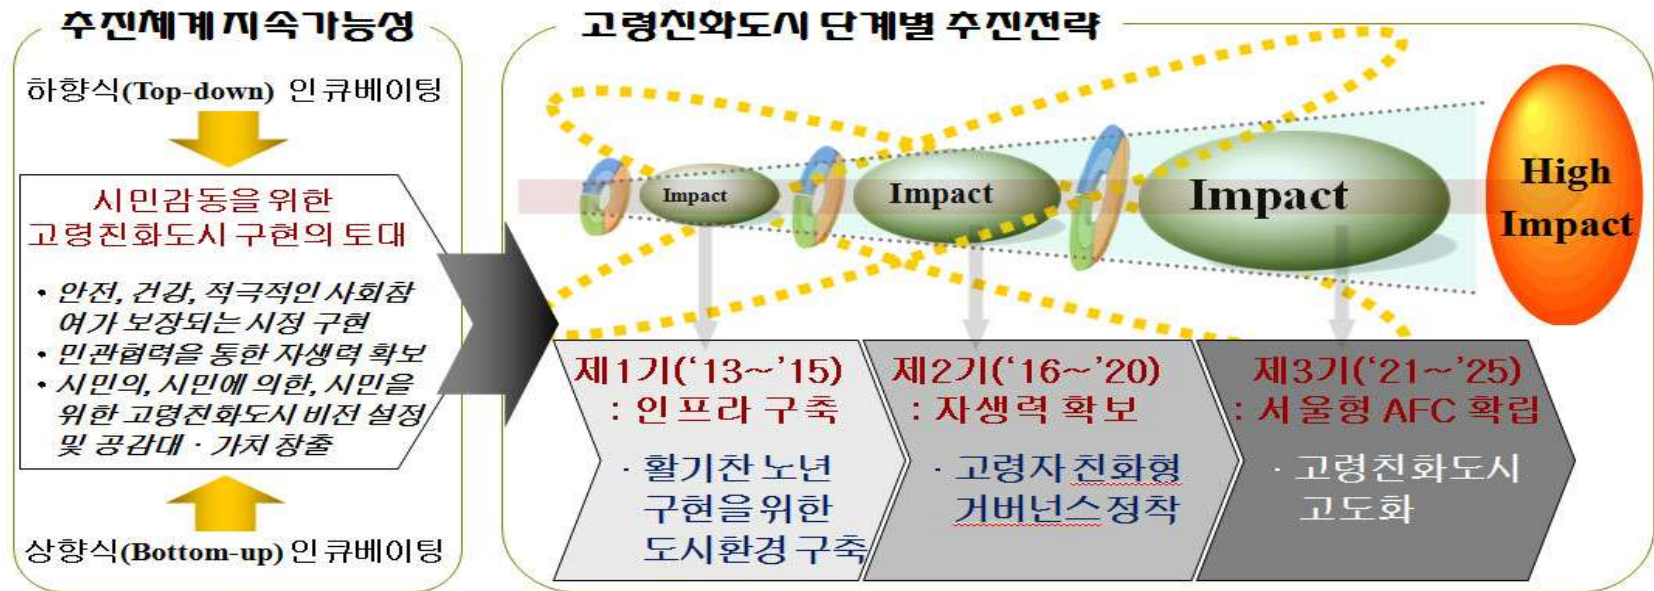 추진체계 지속가능성
하향식(Top-down) 인큐베이팅
시민감동을 위한
고령친화도시 구현의 토대
• 안전, 건강, 적극적인 사회참
여가 보장되는 시정 구현
• 민관협력을 통한 자생력 확보
• 시민의, 시민에 의한, 시민을
위한 고령친화도시 비전 설정
및 공감대 · 가치 창출
상향식(Bottom-up) 인큐베이팅
고령친화도시 단계별 추진전략
Impact
Impact
Impact
High
Impact
제1기(‘13~’15)
: 인프라 구축
· 활기찬 노년
구현을 위한
도시환경 구축
제2기(‘16~’20)
: 자생력 확보
· 고령자 친화형
거버넌스 정착
제3기(‘21~’25)
: 서울형 AFC 확립
· 고령친화도시
고도화